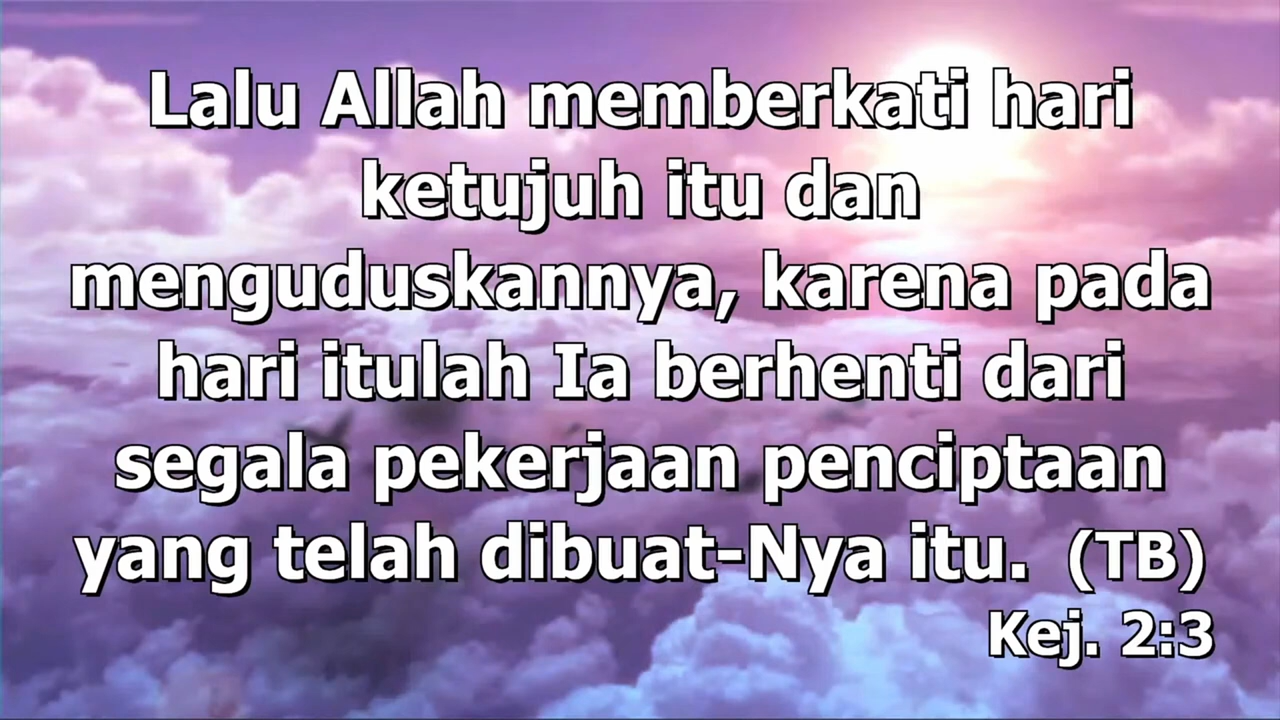 Lalu Allah memberkati hari
ketujuh itu dan
menguduskannya, karena pada
hari itulah Ia berhenti dari
segala pekerjaan penciptaan
yang telah dibuat-Nya itu. (TB)
Kej. 2:3